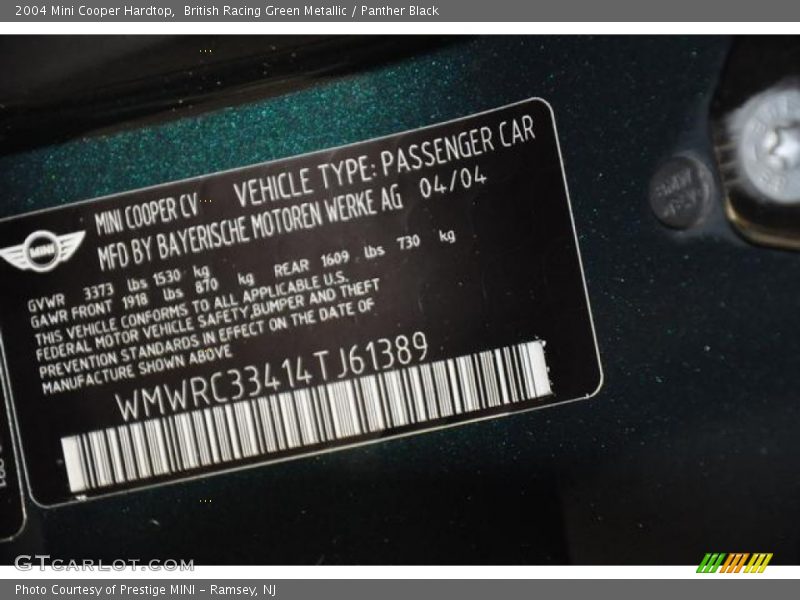 2004 Mini Cooper Hardtop,  British Racing Green Metallic / Panther Black
MINI COOPER CV VEHICLE TYPE: PASSENGER CAR
MFD BY BAYERISCHE MOTOREN WERKE AG 04/04
MINI
GVWR 3373 lbs 1530 kg
GAWR FRONT 1918 lbs 870 kg REAR 1609 lbs 730 kg
THIS VEHICLE CONFORMS TO ALL APPLICABLE U.S.
FEDERAL MOTOR VEHICLE SAFETY,BUMPER AND THEFT
PREVENTION STANDARDS IN EFFECT ON THE DATE OF
MANUFACTURE SHOWN ABOVE
WMWRC33414TJ61389
GTcarlot.com
Photo Courtesy of Prestige MINI – Ramsey, NJ